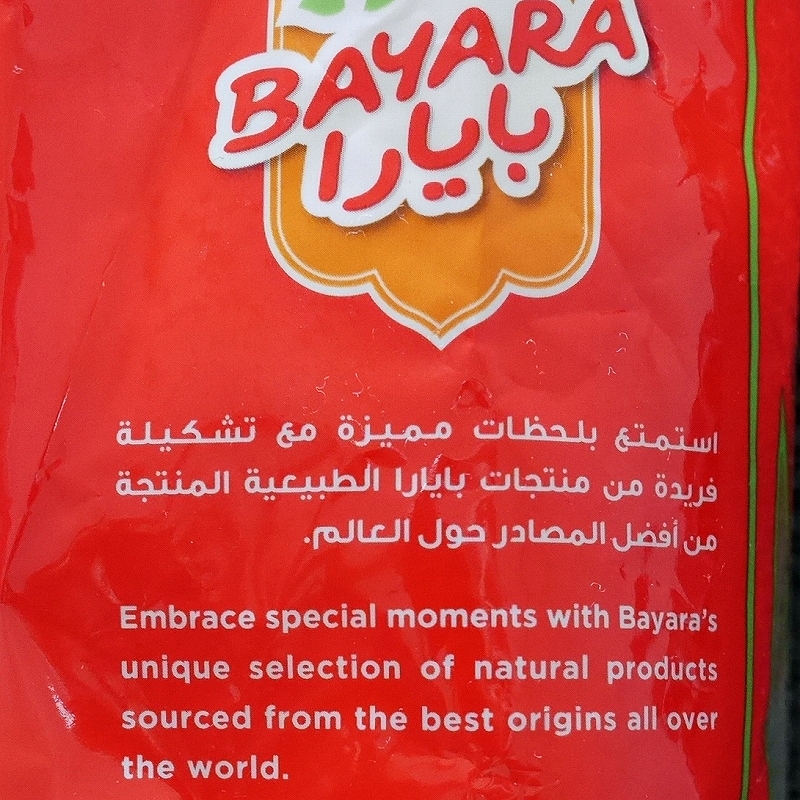 BAYARA
بايارا
استمتع بلحظات مميزة مع تشكيلة
فريدة من منتجات بايارا الطبيعية المنتجة
من أفضل المصادر حول العالم.
Embrace special moments with Bayara's
unique selection of natural products
sourced from the best origins all over
the world.